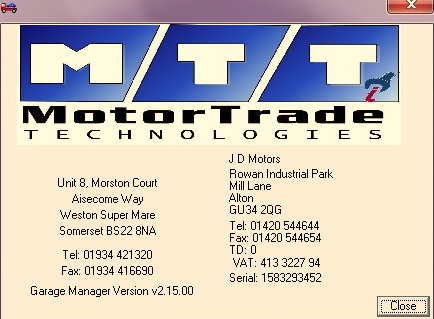 MTT
i
MotorTrade
TECHNOLOGIES
Unit 8, Morston Court
Aisecome Way
Weston Super Mare
Somerset BS22 8NA
Tel: 01934 421320
Fax: 01934 416690
Garage Manager Version v2.15.00
J D Motors
Rowan Industrial Park
Mill Lane
Alton
GU34 2QG
Tel: 01420 544644
Fax: 01420 544654
TD: 0
VAT: 413 3227 94
Serial: 1583293452
Close